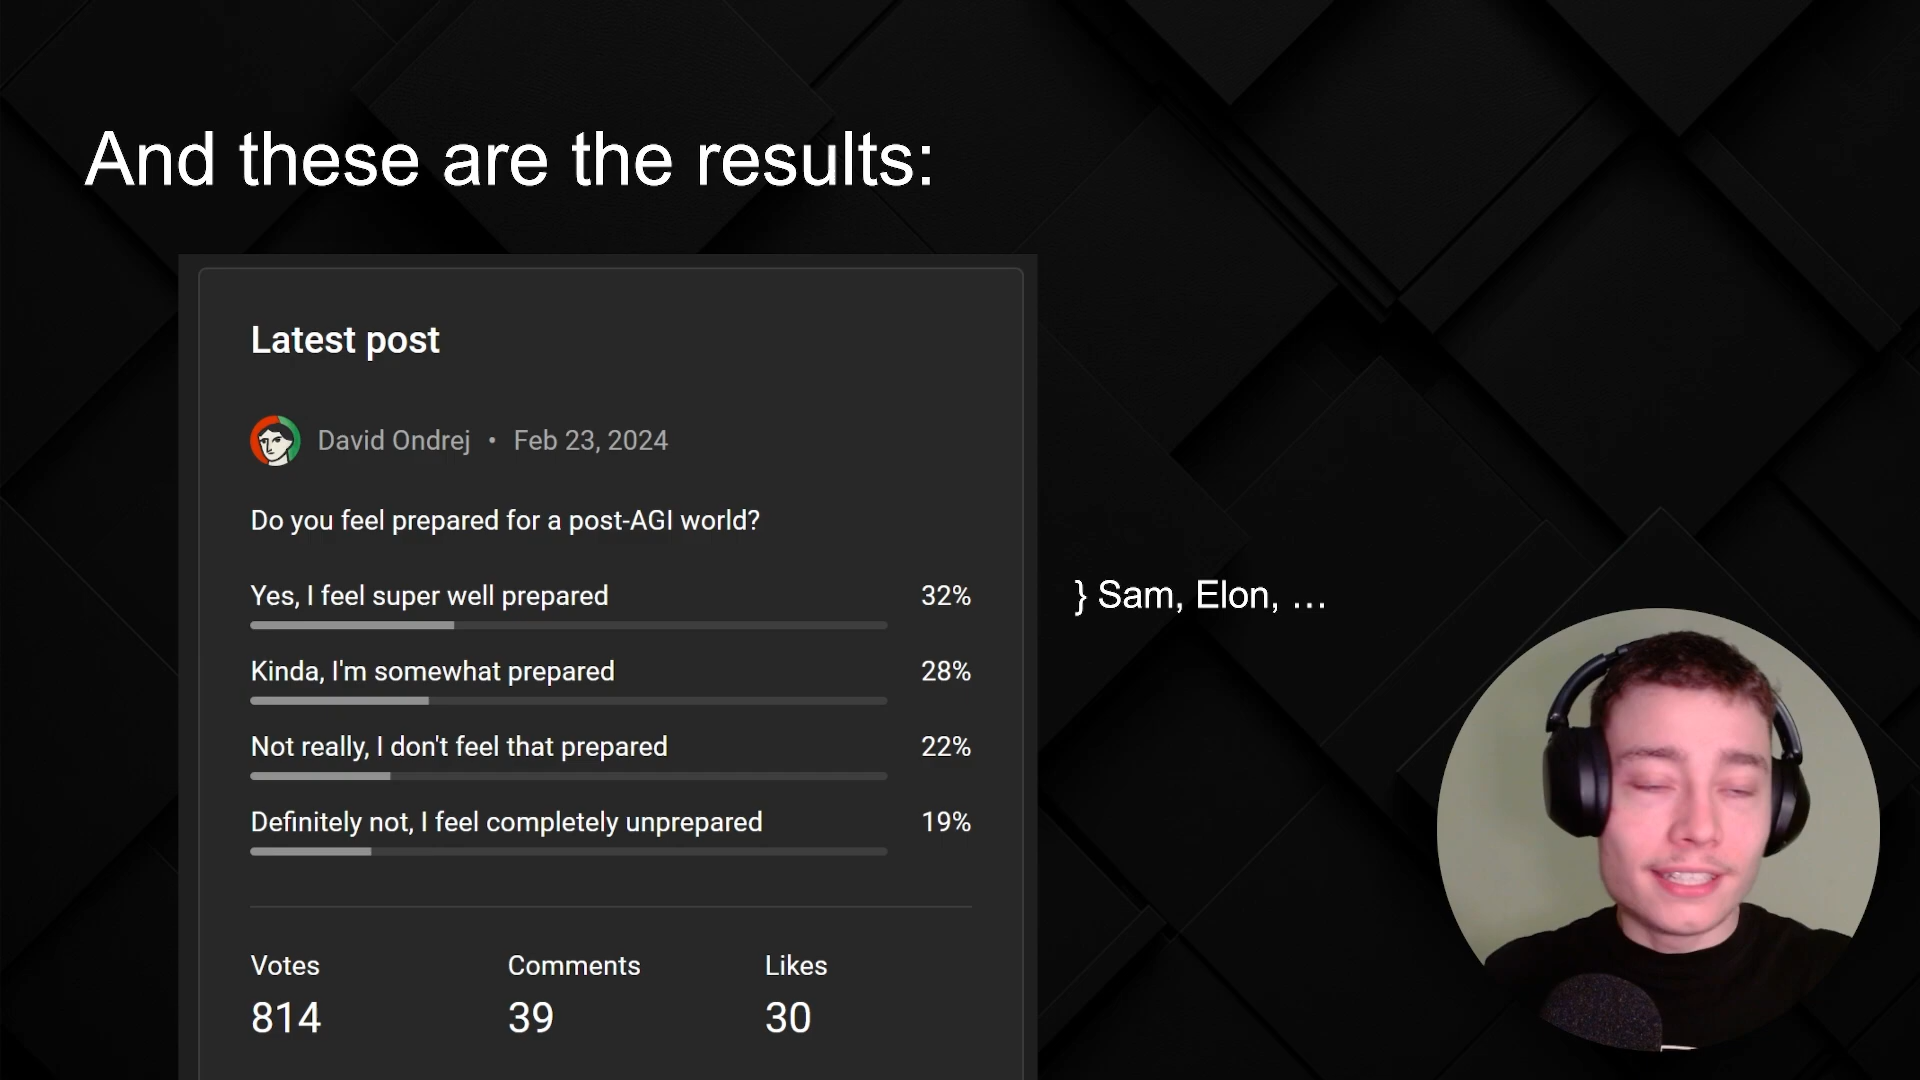 And these are the results:
Latest post
David Ondrej • Feb 23, 2024
Do you feel prepared for a post-AGI world?
Yes, I feel super well prepared 32%
} Sam, Elon, …
Kinda, I'm somewhat prepared 28%
Not really, I don't feel that prepared 22%
Definitely not, I feel completely unprepared 19%
Votes Comments Likes
814 39 30